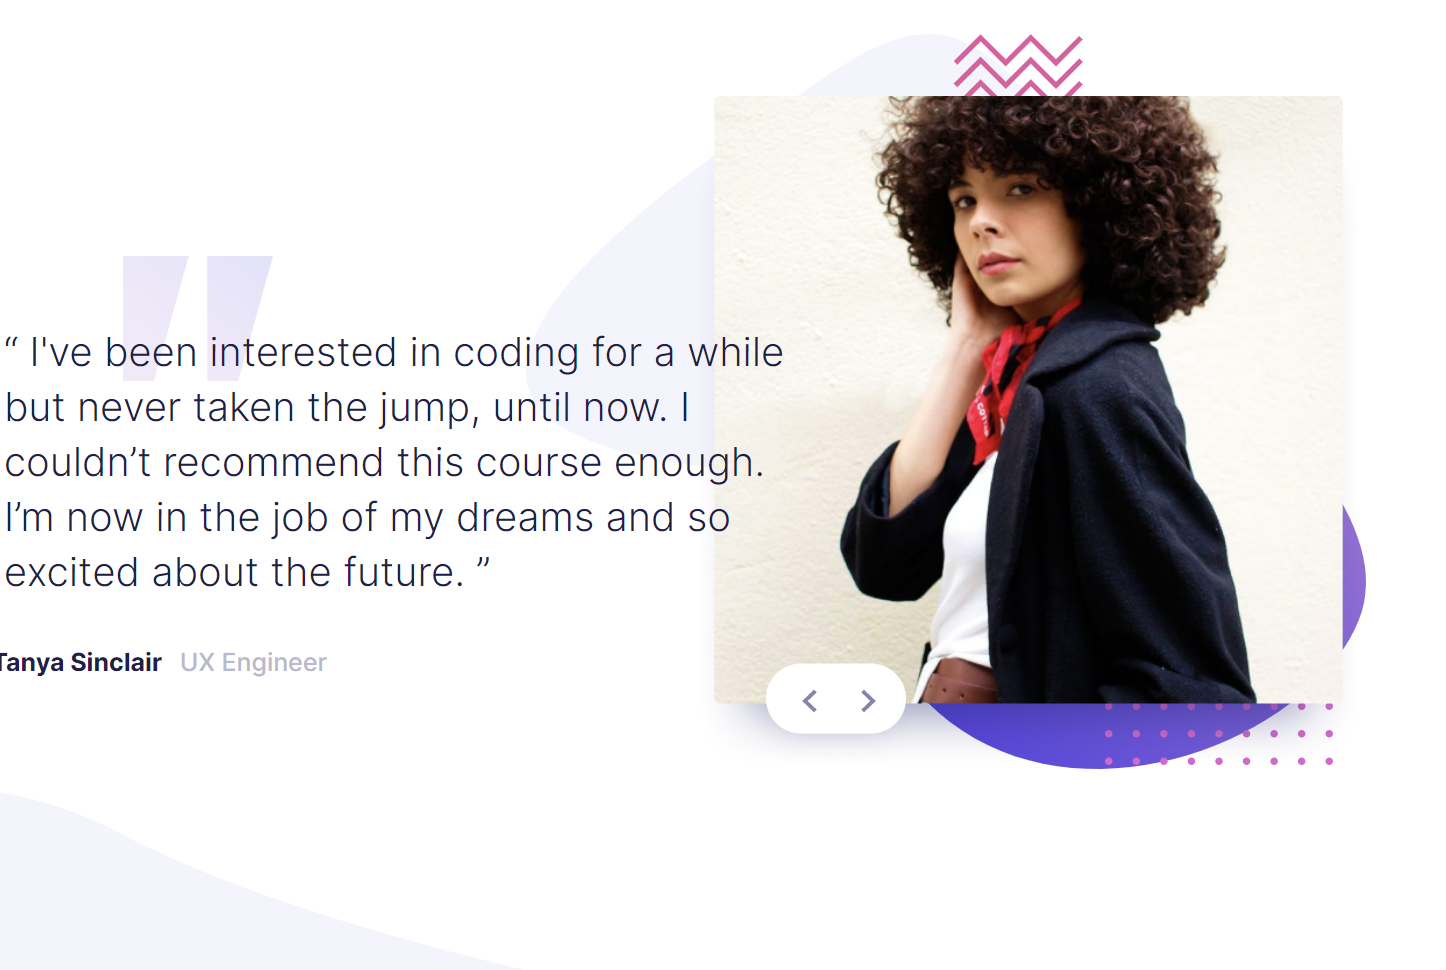 “ I've been interested in coding for a while
but never taken the jump, until now. I
couldn’t recommend this course enough.
I’m now in the job of my dreams and so
excited about the future. ”
Tanya Sinclair UX Engineer